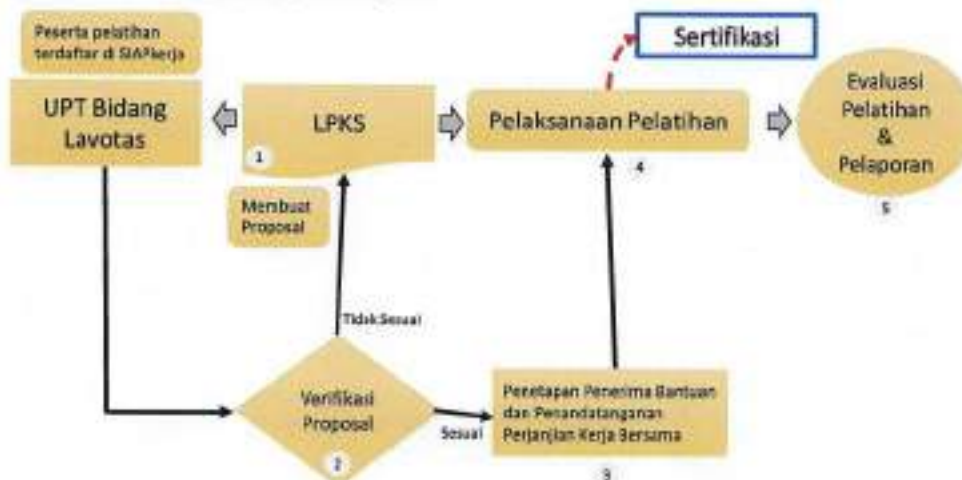 Peserta pelatihan
terdaftar di SIAPkerja
UPT Bidang
Lavotas
LPKS
1
Membuat
Proposal
Pelaksanaan Pelatihan
4
Sertifikasi
Evaluasi
Pelatihan
&
Pelaporan
5
Tidak Sesuai
Verifikasi
Proposal
2
Sesuai
Penetapan Penerima Bantuan
dan Penandatanganan
Perjanjian Kerja Bersama
3